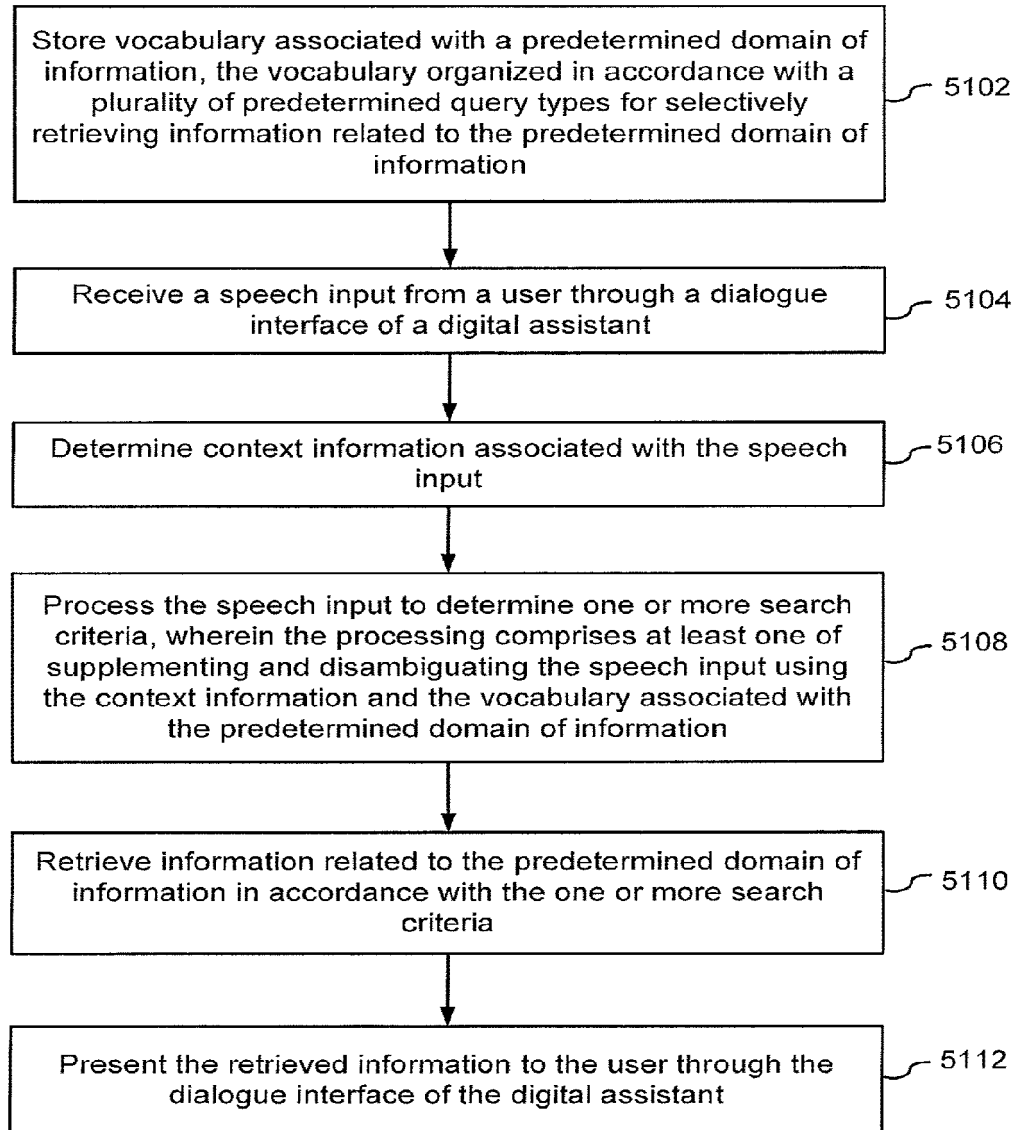 Store vocabulary associated with a predetermined domain of
information, the vocabulary organized in accordance with a
plurality of predetermined query types for selectively
retrieving information related to the predetermined domain of
information
5102
Receive a speech input from a user through a dialogue
interface of a digital assistant
5104
Determine context information associated with the speech
input
5106
Process the speech input to determine one or more search
criteria, wherein the processing comprises at least one of
supplementing and disambiguating the speech input using
the context information and the vocabulary associated with
the predetermined domain of information
5108
Retrieve information related to the predetermined domain of
information in accordance with the one or more search
criteria
5110
Present the retrieved information to the user through the
dialogue interface of the digital assistant
5112